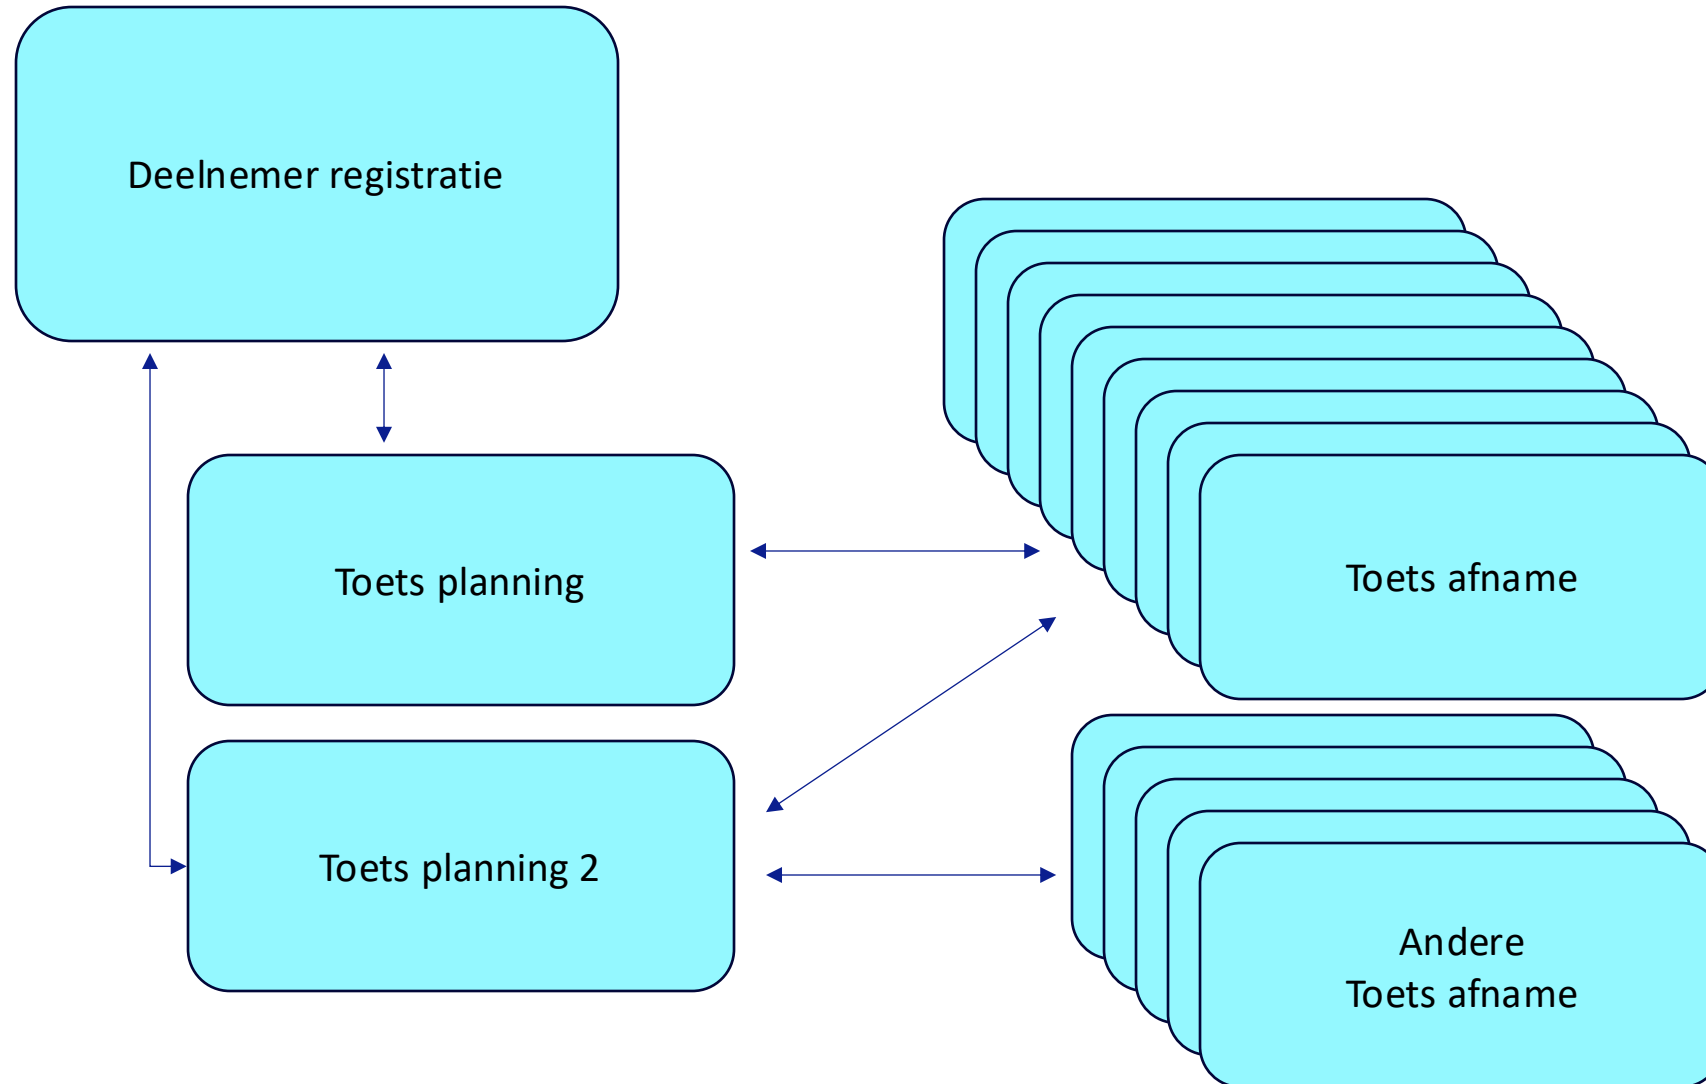 Deelnemer registratie
Toets planning
Toets afname
Toets planning 2
Andere
Toets afname